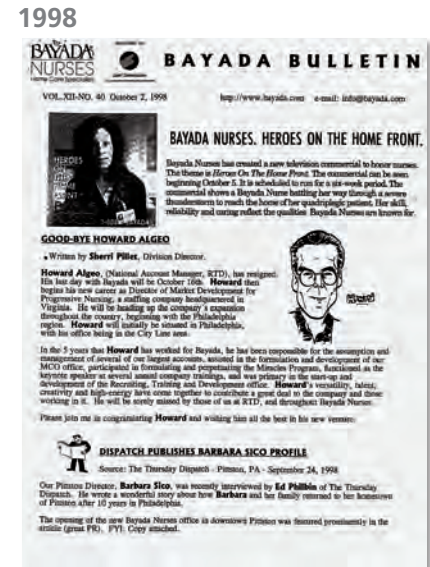 1998
BAYADA
NURSES
Home Care Specialists
BAYADA BULLETIN
VOL.XII-NO. 40 October 2, 1998
http://www.bayada.com e-mail: info@bayada.com
HEROES
ON
THE
HOME
FRONT
BAYADA NURSES. HEROES ON THE HOME FRONT.
Bayada Nurses has created a new television commercial to honor nurses.
The theme is Heroes On The Home Front. The commercial can be seen
beginning October 5. It is scheduled to run for a six-week period. The
commercial shows a Bayada Nurse battling her way through a severe
thunderstorm to reach the home of her quadriplegic patient. Her skill,
reliability and caring reflect the qualities Bayada Nurses are known for.
GOOD-BYE HOWARD ALGEO
Written by Sherri Pillet, Division Director.
Howard Algeo, (National Account Manager, RTD), has resigned.
His last day with Bayada will be October 16th. Howard then
begins his new career as Director of Market Development for
Progressive Nursing, a staffing company headquartered in
Virginia. He will be heading up the company's expansion
throughout the country, beginning with the Philadelphia
region. Howard will initially be situated in Philadelphia,
with his office being in the City Line area.
In the 5 years that Howard has worked for Bayada, he has been responsible for the assumption and
management of several of our largest accounts, assisted in the formulation and development of our
MCO office, participated in formulating and perpetuating the Miracles Program, functioned as the
keynote speaker at several annual company trainings, and was primary in the start-up and
development of the Recruiting, Training and Development office. Howard's versatility, talent,
creativity and high-energy have come together to contribute a great deal to the company and those
working in it. He will be sorely missed by those of us at RTD, and throughout Bayada Nurses.
Please join me in congratulating Howard and wishing him all the best in his new venture.
DISPATCH PUBLISHES BARBARA SICO PROFILE
Source: The Thursday Dispatch - Pittston, PA - September 24, 1998
Our Pittston Director, Barbara Sico, was recently interviewed by Ed Philbin of The Thursday
Dispatch. He wrote a wonderful story about how Barbara and her family returned to her hometown
of Pittston after 10 years in Philadelphia.
The opening of the new Bayada Nurses office in downtown Pittston was featured prominently in the
article (great PR). FYI: Copy attached.